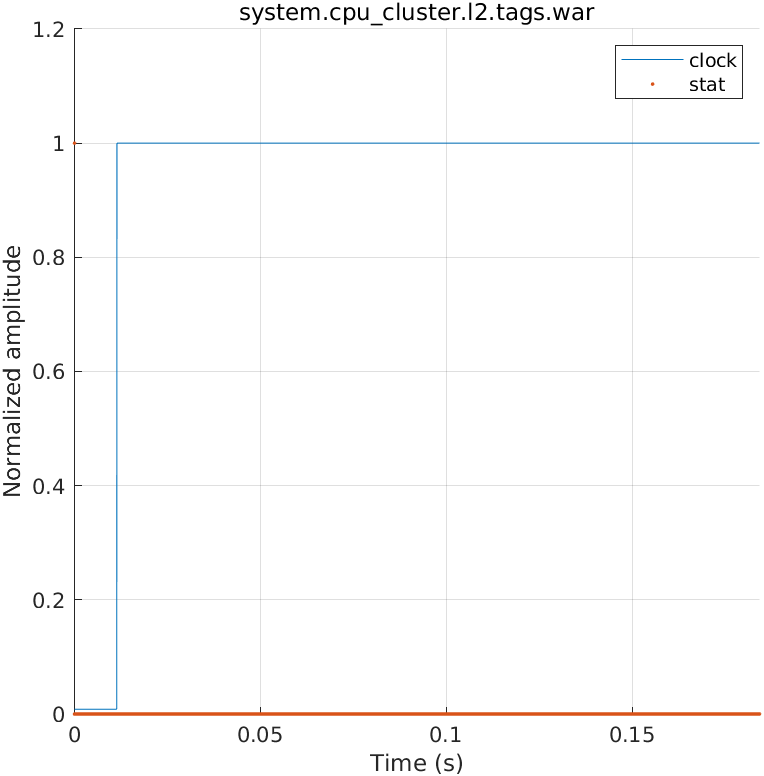 system.cpu_cluster.l2.tags.war
1.2
clock
stat
1
0.8
0.6
0.4
0.2
0
Normalized amplitude
0
0.05
0.1
0.15
Time (s)